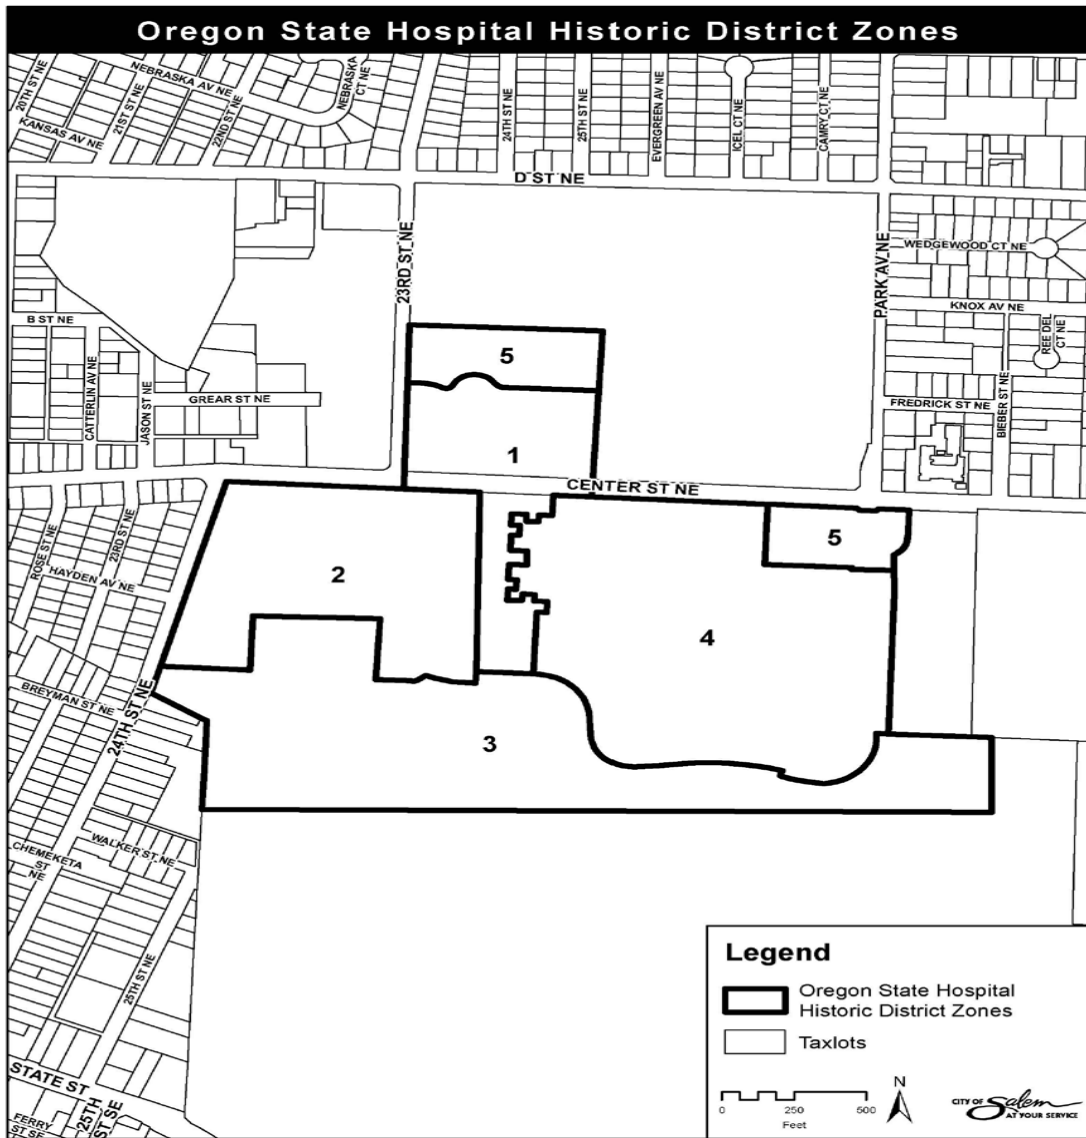 Oregon State Hospital Historic District Zones
NEBRASKA AV NE
NEBRASKA
CT NE
20TH ST NE
21ST ST NE
22ND ST NE
KANSAS AV NE
24TH ST NE
25TH ST NE
EVERGREEN AV NE
ICEL CT NE
CAMRY CT NE
D ST NE
23RD ST NE
PARK AV NE
WEDGEWOOD CT NE
KNOX AV NE
REE DEL
CT NE
B ST NE
CATTERLIN AV NE
JASON ST NE
GREAR ST NE
5
FREDRICK ST NE
BIEBER ST NE
1
CENTER ST NE
ROSE ST NE
23RD ST NE
HAYDEN AV NE
2
5
4
BREYMAN ST NE
24TH ST NE
3
WALKER ST NE
CHEMEKETA
ST
NE
25TH ST NE
STATE ST
25TH
ST SE
FERRY
ST SE
Legend
Oregon State Hospital
Historic District Zones
Taxlots
0 250 500
Feet
N
CITY OF Salem
AT YOUR SERVICE